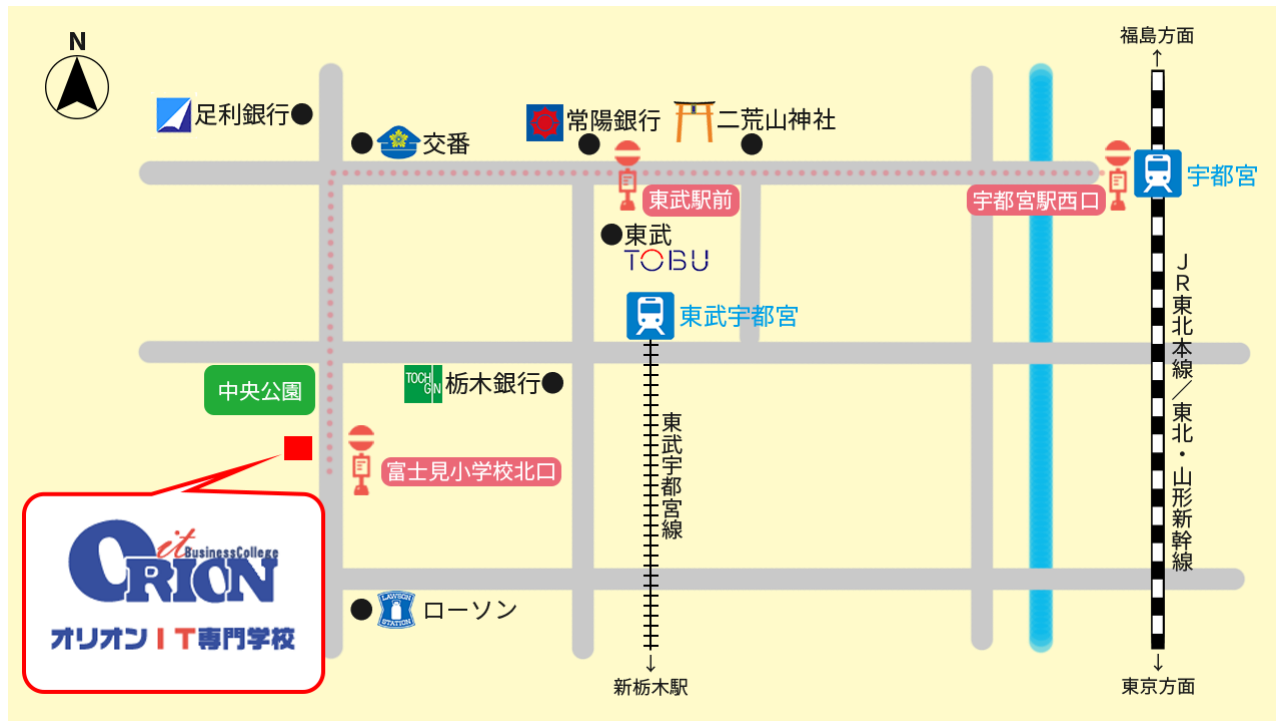 N
福島方面
↑
足利銀行
交番
常陽銀行
二荒山神社
宇都宮
東武駅前
宇都宮駅西口
東武
TOBU
東武宇都宮
JR東北本線/東北・山形新幹線
中央公園
TOCHGIN
栃木銀行
東武宇都宮線
富士見小学校北口
it
BusinessCollege
ORION
オリオンIT専門学校
LAWSON
STATION
ローソン
↓
新栃木駅
↓
東京方面